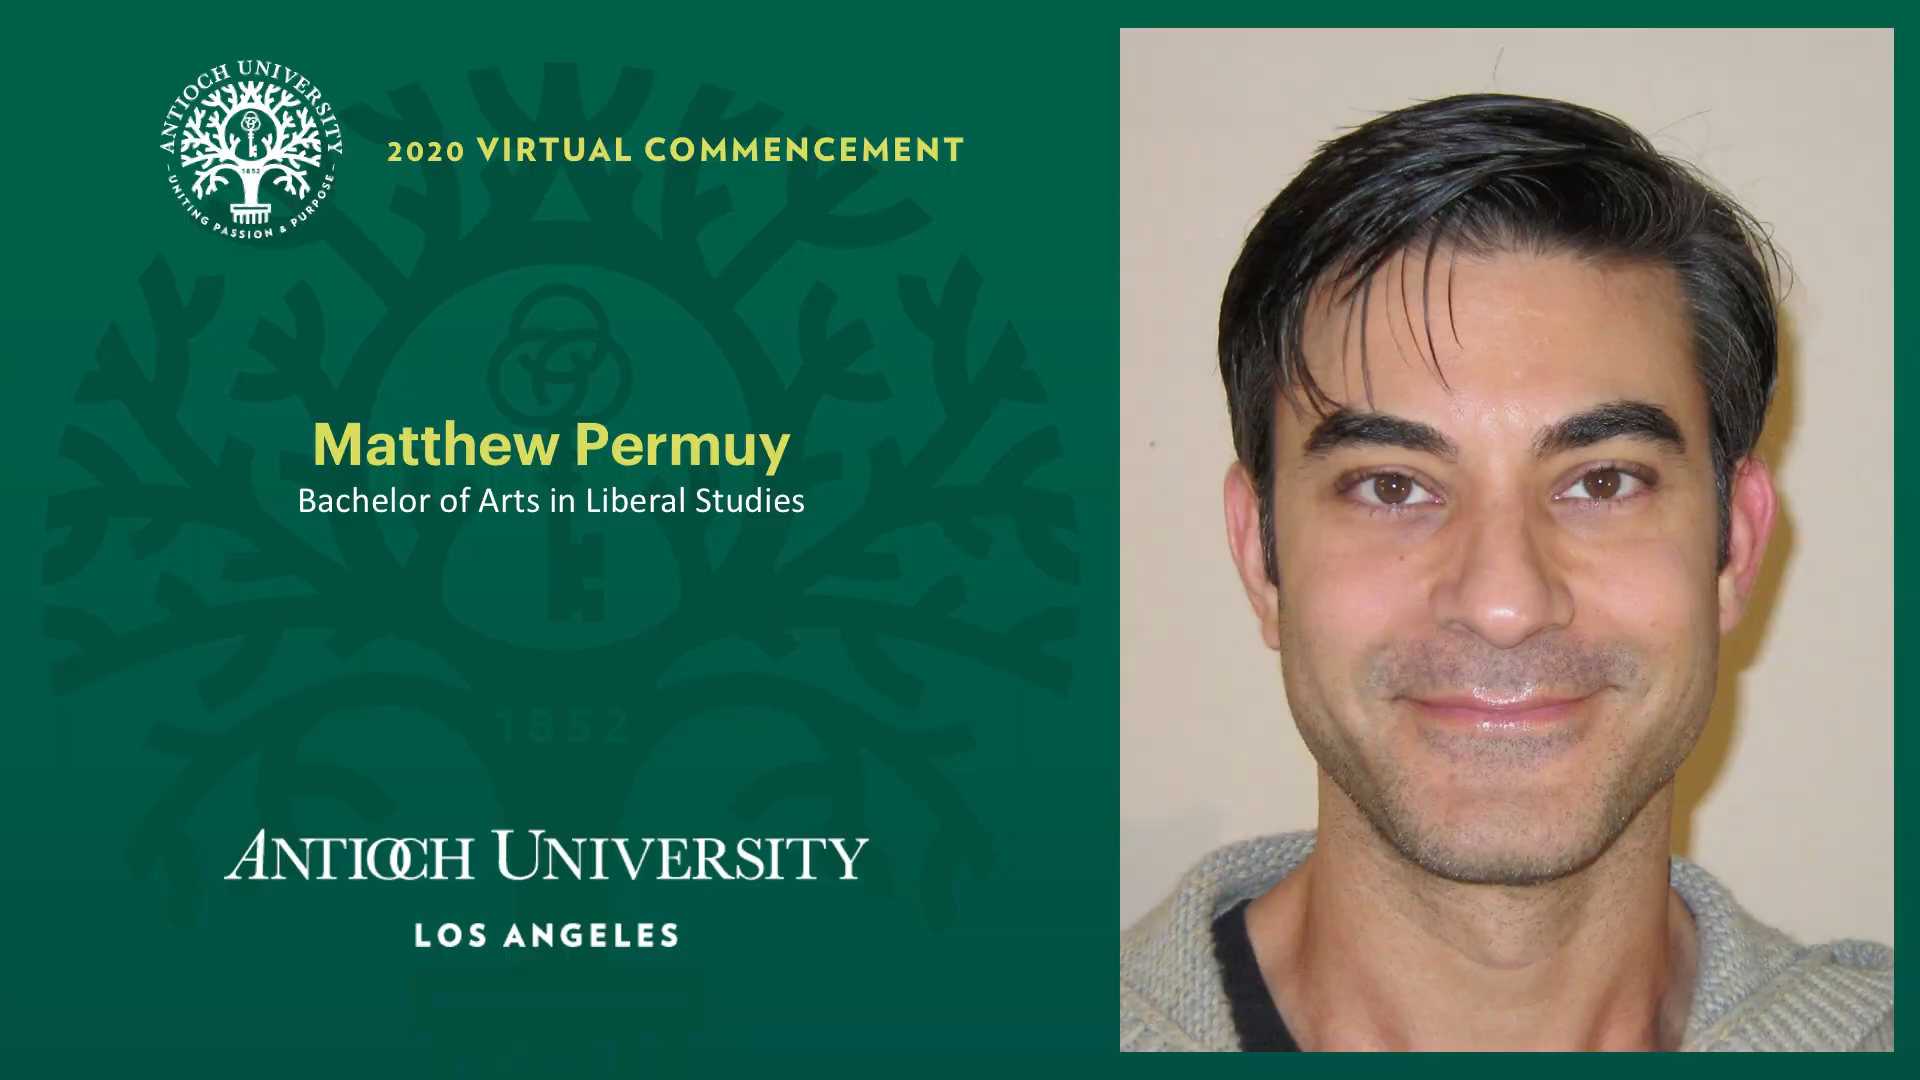 ANTIOCH UNIVERSITY
1852
– UNITING PASSION & PURPOSE –
2020 VIRTUAL COMMENCEMENT
Matthew Permuy
Bachelor of Arts in Liberal Studies
1852
ANTIOCH UNIVERSITY
LOS ANGELES